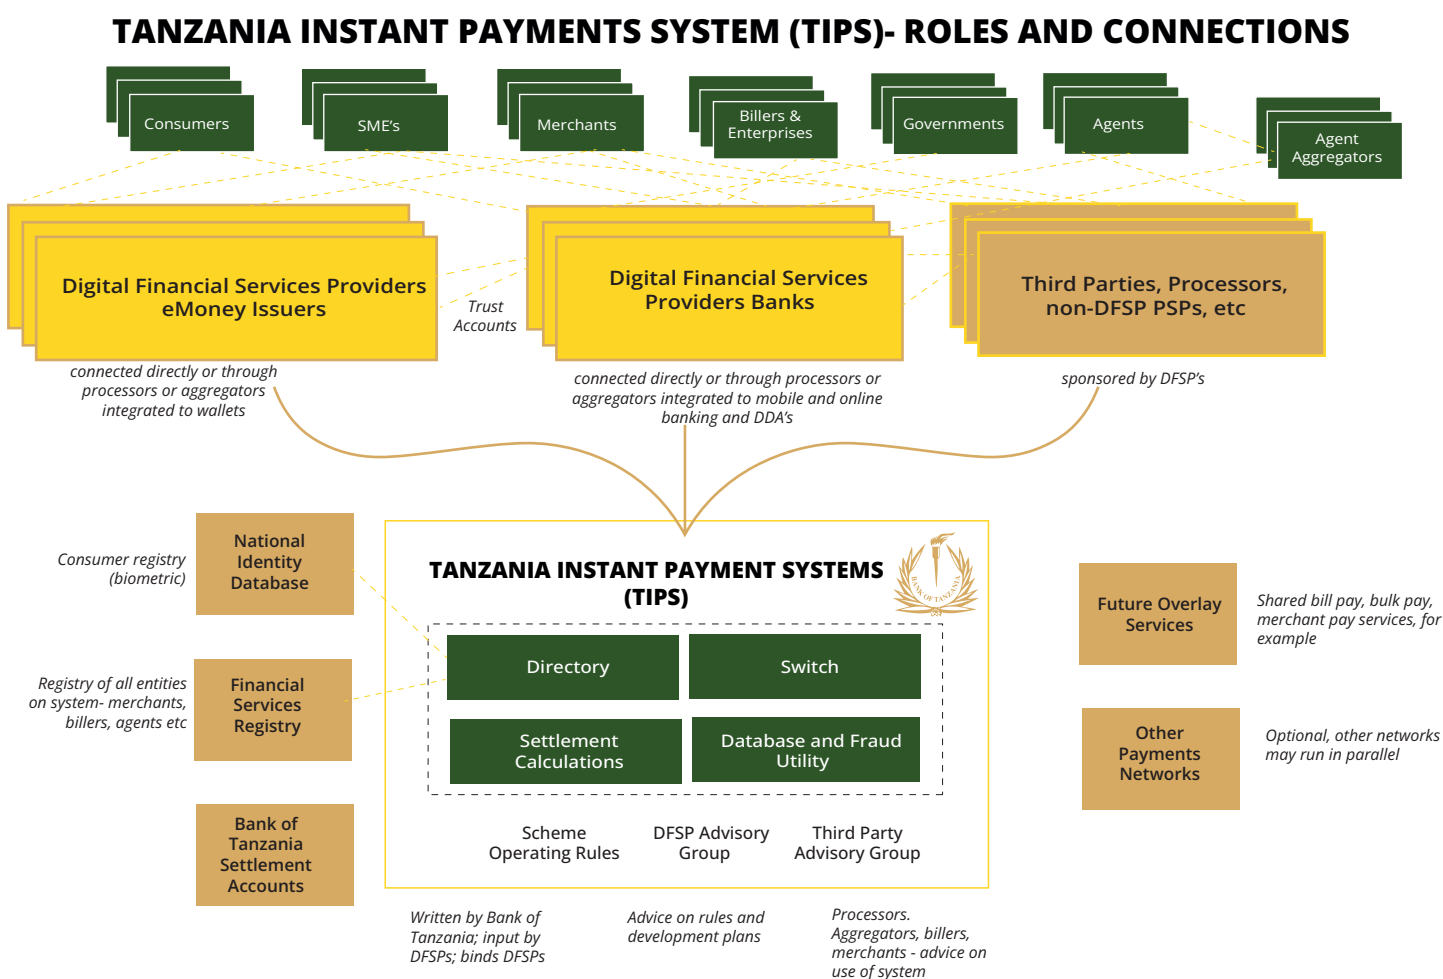 TANZANIA INSTANT PAYMENTS SYSTEM (TIPS)- ROLES AND CONNECTIONS
Consumers
SME's
Merchants
Billers &
Enterprises
Governments
Agents
Agent
Aggregators
Digital Financial Services Providers
eMoney Issuers
Trust
Accounts
Digital Financial Services
Providers Banks
Third Parties, Processors,
non-DFSP PSPs, etc
connected directly or through
processors or aggregators
integrated to wallets
connected directly or through processors or
aggregators integrated to mobile and online
banking and DDA's
sponsored by DFSP's
Consumer registry
(biometric)
National
Identity
Database
Registry of all entities
on system- merchants,
billers, agents etc
Financial
Services
Registry
Bank of
Tanzania
Settlement
Accounts
TANZANIA INSTANT PAYMENT SYSTEMS
(TIPS)
BANK OF TANZANIA
Directory
Switch
Settlement
Calculations
Database and Fraud
Utility
Scheme
Operating Rules
DFSP Advisory
Group
Third Party
Advisory Group
Written by Bank of
Tanzania; input by
DFSPs; binds DFSPs
Advice on rules and
development plans
Processors.
Aggregators, billers,
merchants - advice on
use of system
Future Overlay
Services
Shared bill pay, bulk pay,
merchant pay services, for
example
Other
Payments
Networks
Optional, other networks
may run in parallel